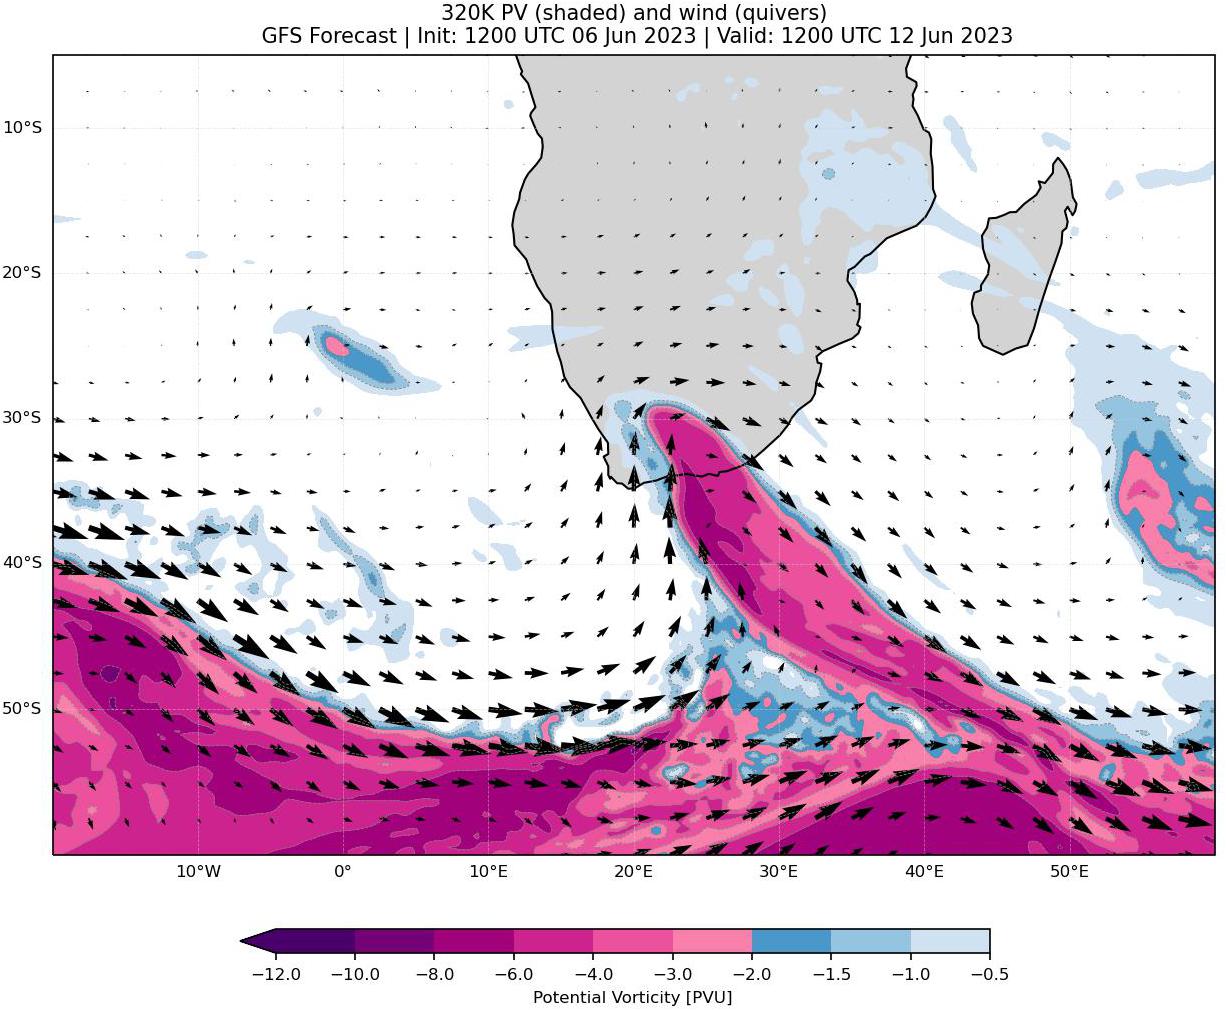 320K PV (shaded) and wind (quivers)
GFS Forecast | Init: 1200 UTC 06 Jun 2023 | Valid: 1200 UTC 12 Jun 2023
10°S
20°S
30°S
40°S
50°S
10°W 0° 10°E 20°E 30°E 40°E 50°E
−12.0 −10.0 −8.0 −6.0 −4.0 −3.0 −2.0 −1.5 −1.0 −0.5
Potential Vorticity [PVU]